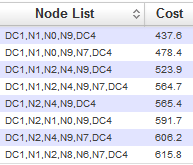 Node List Cost
DC1,N1,N0,N9,DC4 437.6
DC1,N1,N0,N9,N7,DC4 478.4
DC1,N1,N2,N4,N9,DC4 523.9
DC1,N1,N2,N4,N9,N7,DC4 564.7
DC1,N2,N4,N9,DC4 565.4
DC1,N2,N1,N0,N9,DC4 591.7
DC1,N2,N4,N9,N7,DC4 606.2
DC1,N1,N2,N8,N6,N7,DC4 615.8